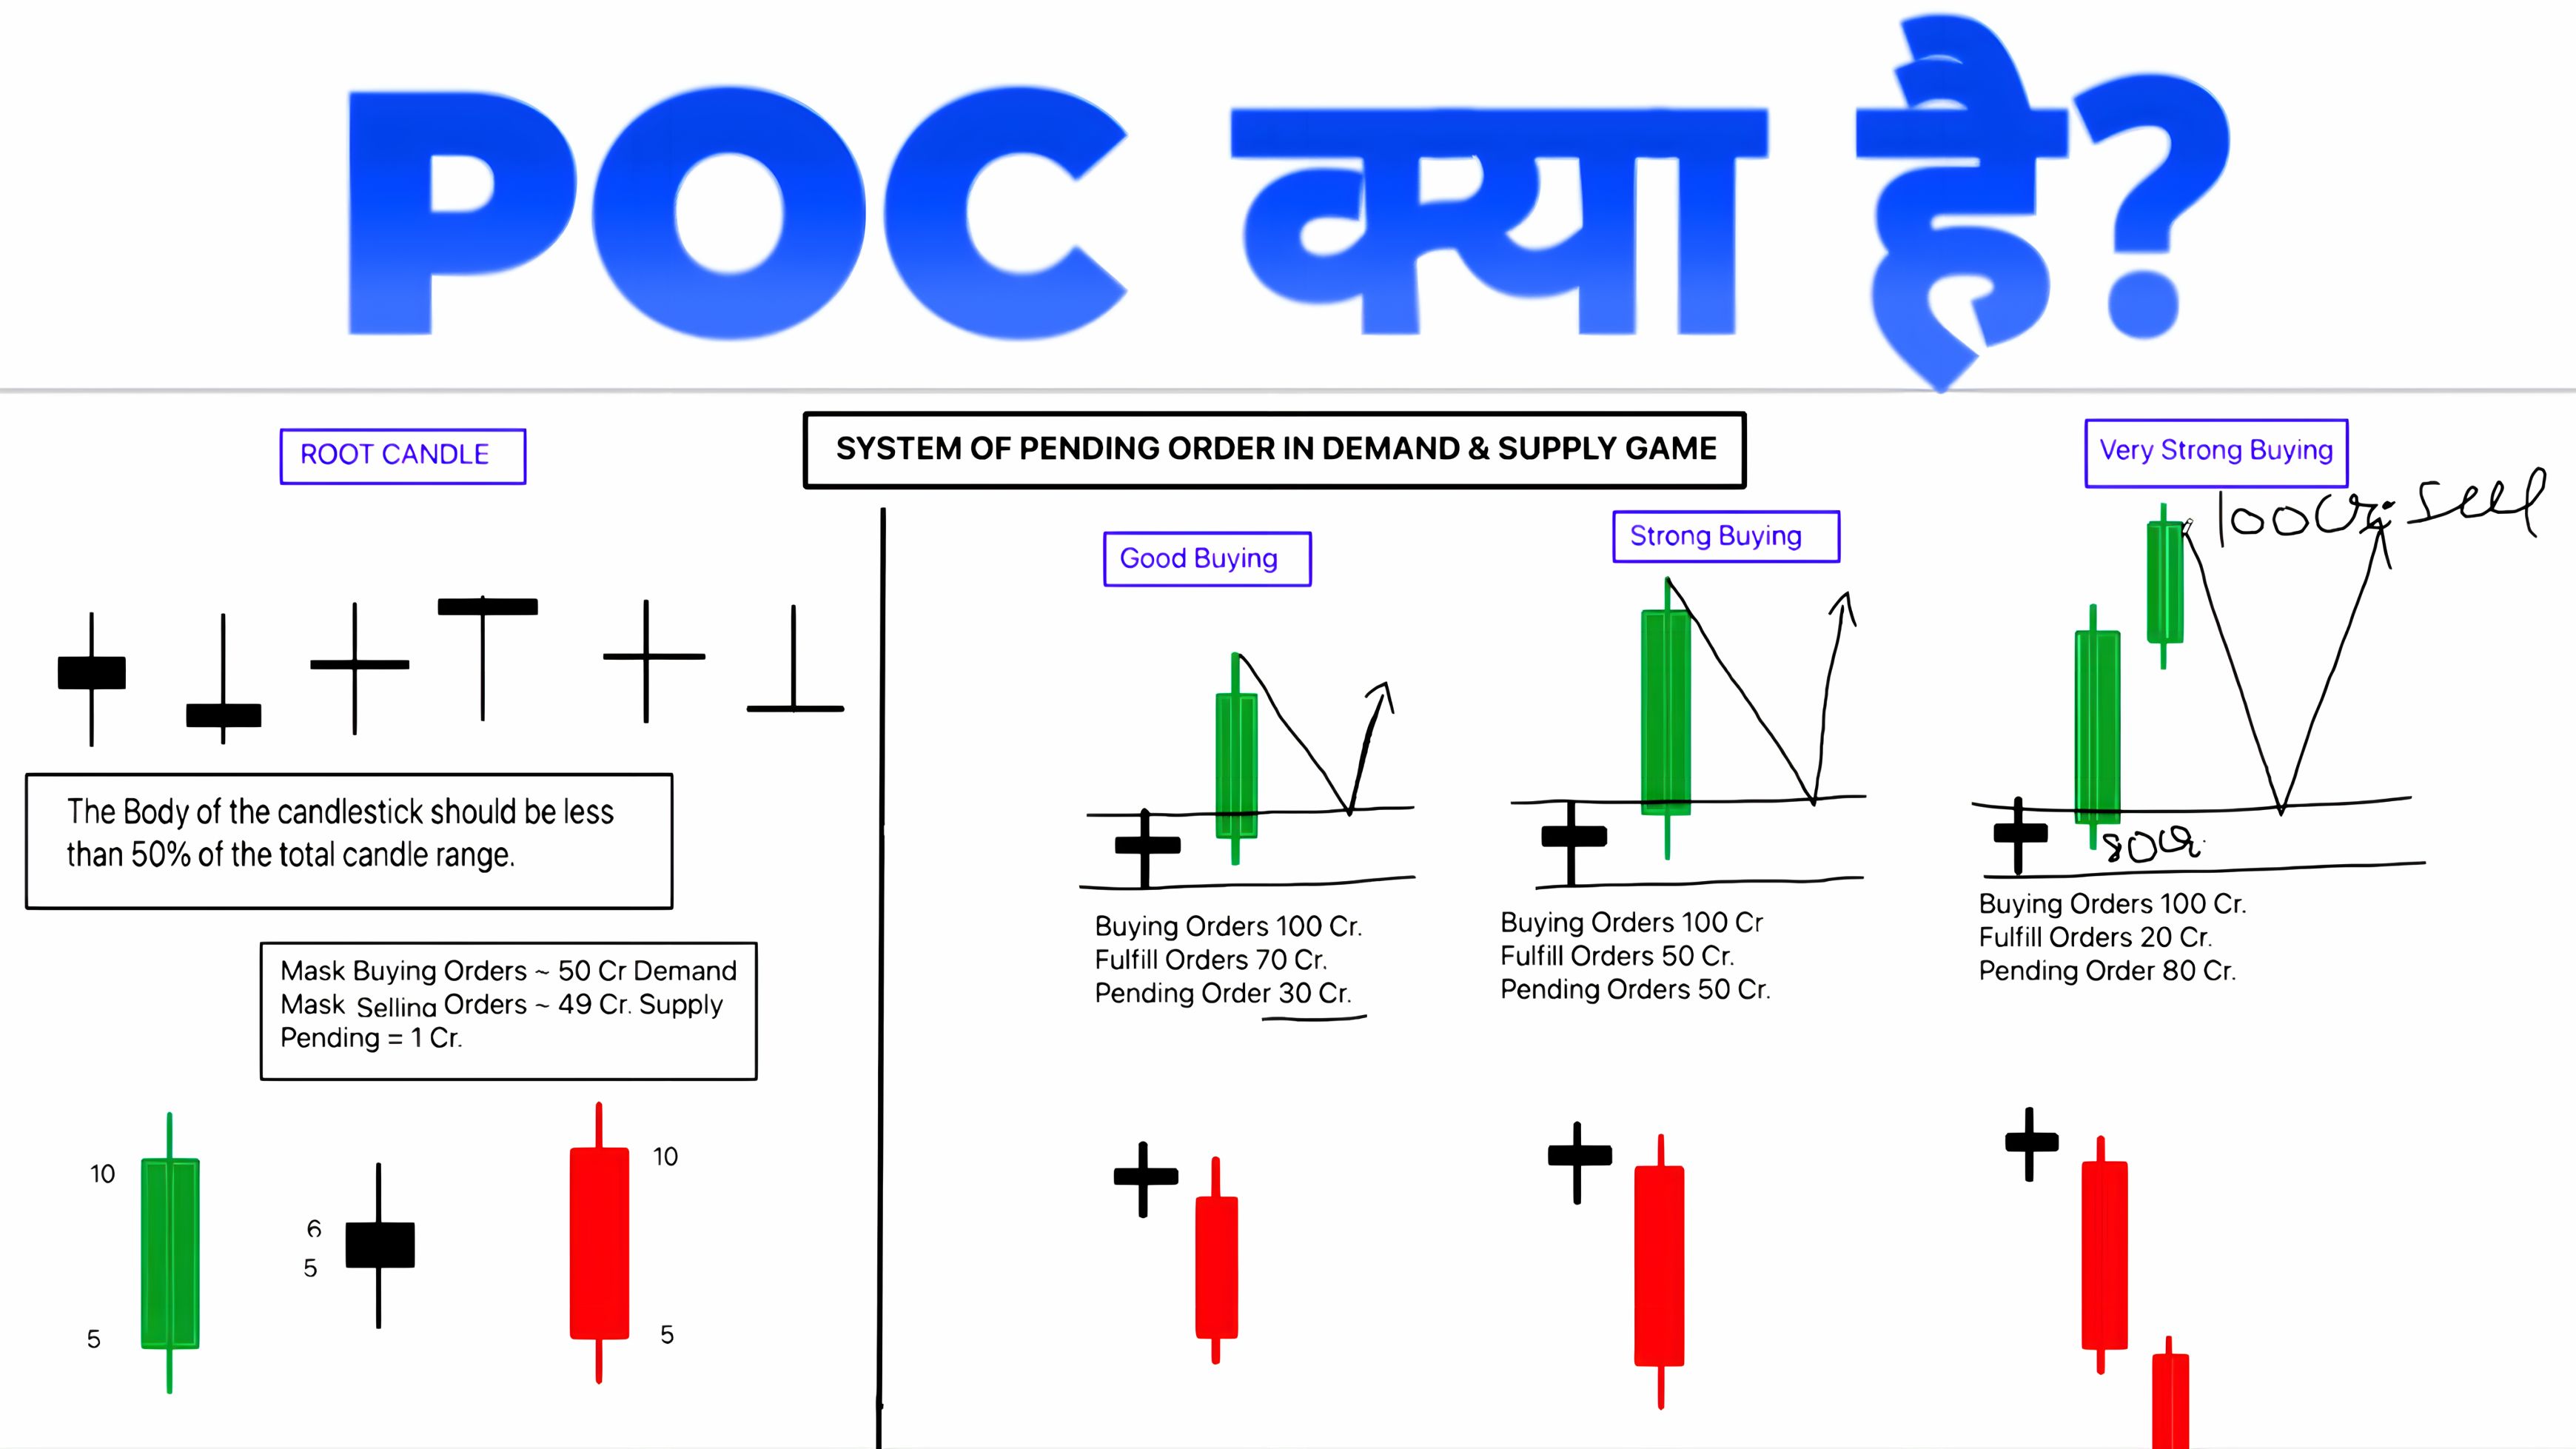 POC क्या है?
ROOT CANDLE
SYSTEM OF PENDING ORDER IN DEMAND & SUPPLY GAME
Very Strong Buying
100 Cr. sell
Strong Buying
Good Buying
The Body of the candlestick should be less
than 50% of the total candle range.
80 Cr.
Mask Buying Orders ~ 50 Cr Demand
Mask Selling Orders ~ 49 Cr. Supply
Pending = 1 Cr.
Buying Orders 100 Cr.
Fulfill Orders 70 Cr.
Pending Order 30 Cr.
Buying Orders 100 Cr
Fulfill Orders 50 Cr.
Pending Orders 50 Cr.
Buying Orders 100 Cr.
Fulfill Orders 20 Cr.
Pending Order 80 Cr.
10
5
6
5
10
5